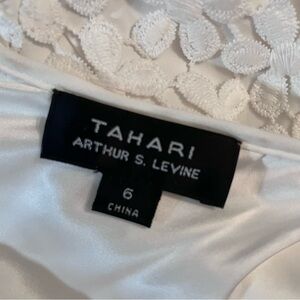 TAHARI
ARTHUR S. LEVINE
6
CHINA